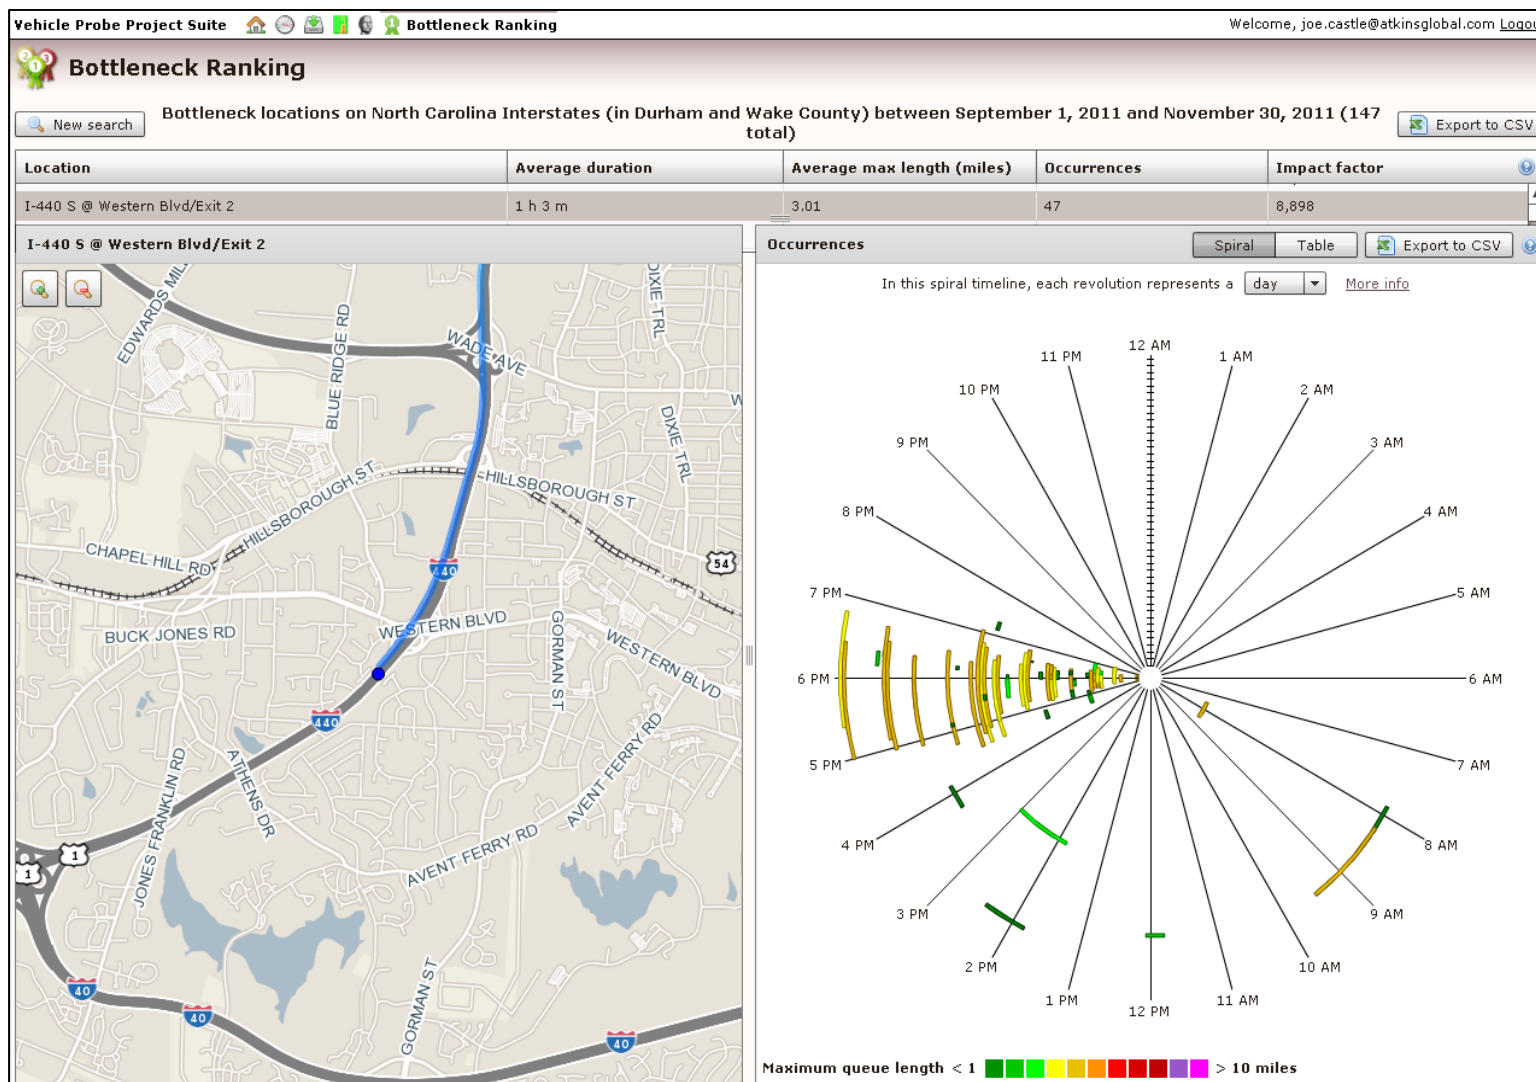 Vehicle Probe Project Suite
Bottleneck Ranking
Welcome, joe.castle@atkinsglobal.com
Bottleneck Ranking
New search
Bottleneck locations on North Carolina Interstates (in Durham and Wake County) between September 1, 2011 and November 30, 2011 (147
total)
Export to CSV
Location Average duration Average max length (miles) Occurrences Impact factor
I-440 S @ Western Blvd/Exit 2 1 h 3 m 3.01 47 8,898
I-440 S @ Western Blvd/Exit 2
EDWARDS MIL
BLUE RIDGE RD
WADE AVE
DIXIE TRL
W
DIXIE TRL
HILLSBOROUGH ST
HILLSBOROUGH ST
CHAPEL HILL RD
54
440
BUCK JONES RD
WESTERN BLVD
GORMAN ST
WESTERN BLVD
440
JONES FRANKLIN RD
ATHENS DR
AVENT FERRY RD
AVENT FERRY RD
1
1
GORMAN ST
40
40
40
Occurrences
Spiral
Table
Export to CSV
In this spiral timeline, each revolution represents a day More info
12 AM
1 AM
2 AM
3 AM
4 AM
5 AM
6 AM
7 AM
8 AM
9 AM
10 AM
11 AM
12 PM
1 PM
2 PM
3 PM
4 PM
5 PM
6 PM
7 PM
8 PM
9 PM
10 PM
11 PM
Maximum queue length < 1 > 10 miles